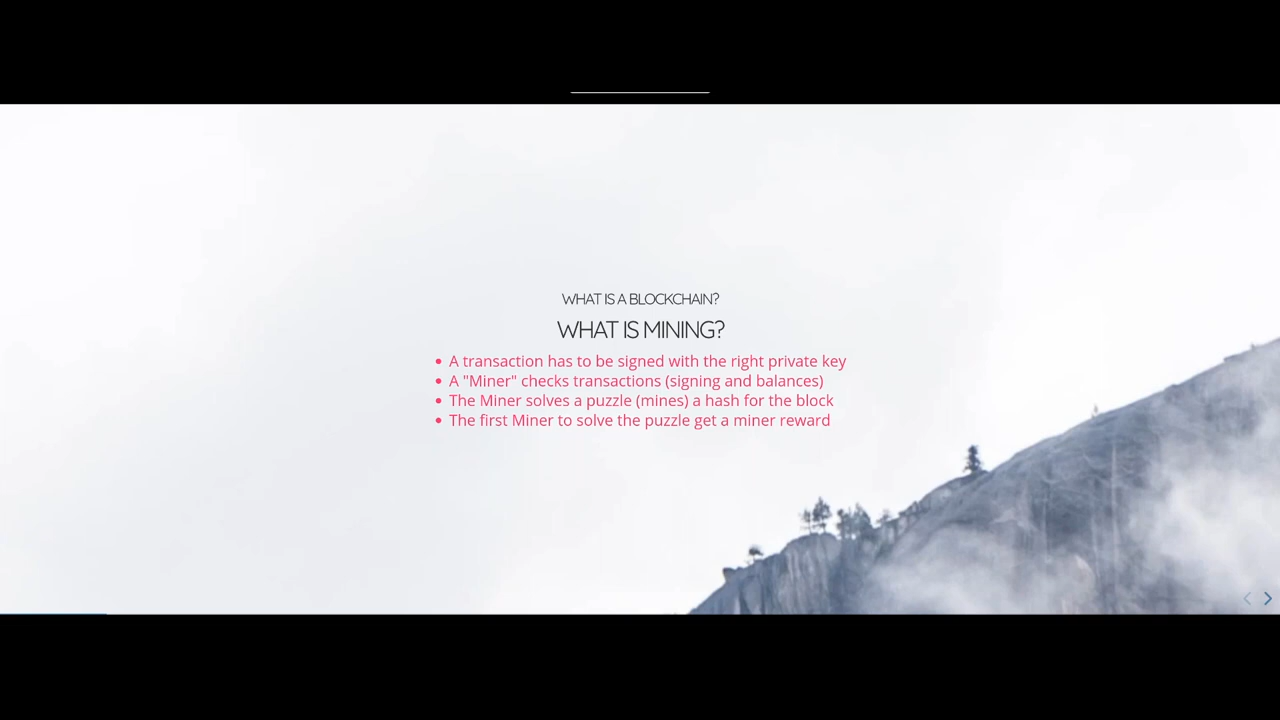 WHAT IS A BLOCKCHAIN?
WHAT IS MINING?
• A transaction has to be signed with the right private key
• A "Miner" checks transactions (signing and balances)
• The Miner solves a puzzle (mines) a hash for the block
• The first Miner to solve the puzzle get a miner reward